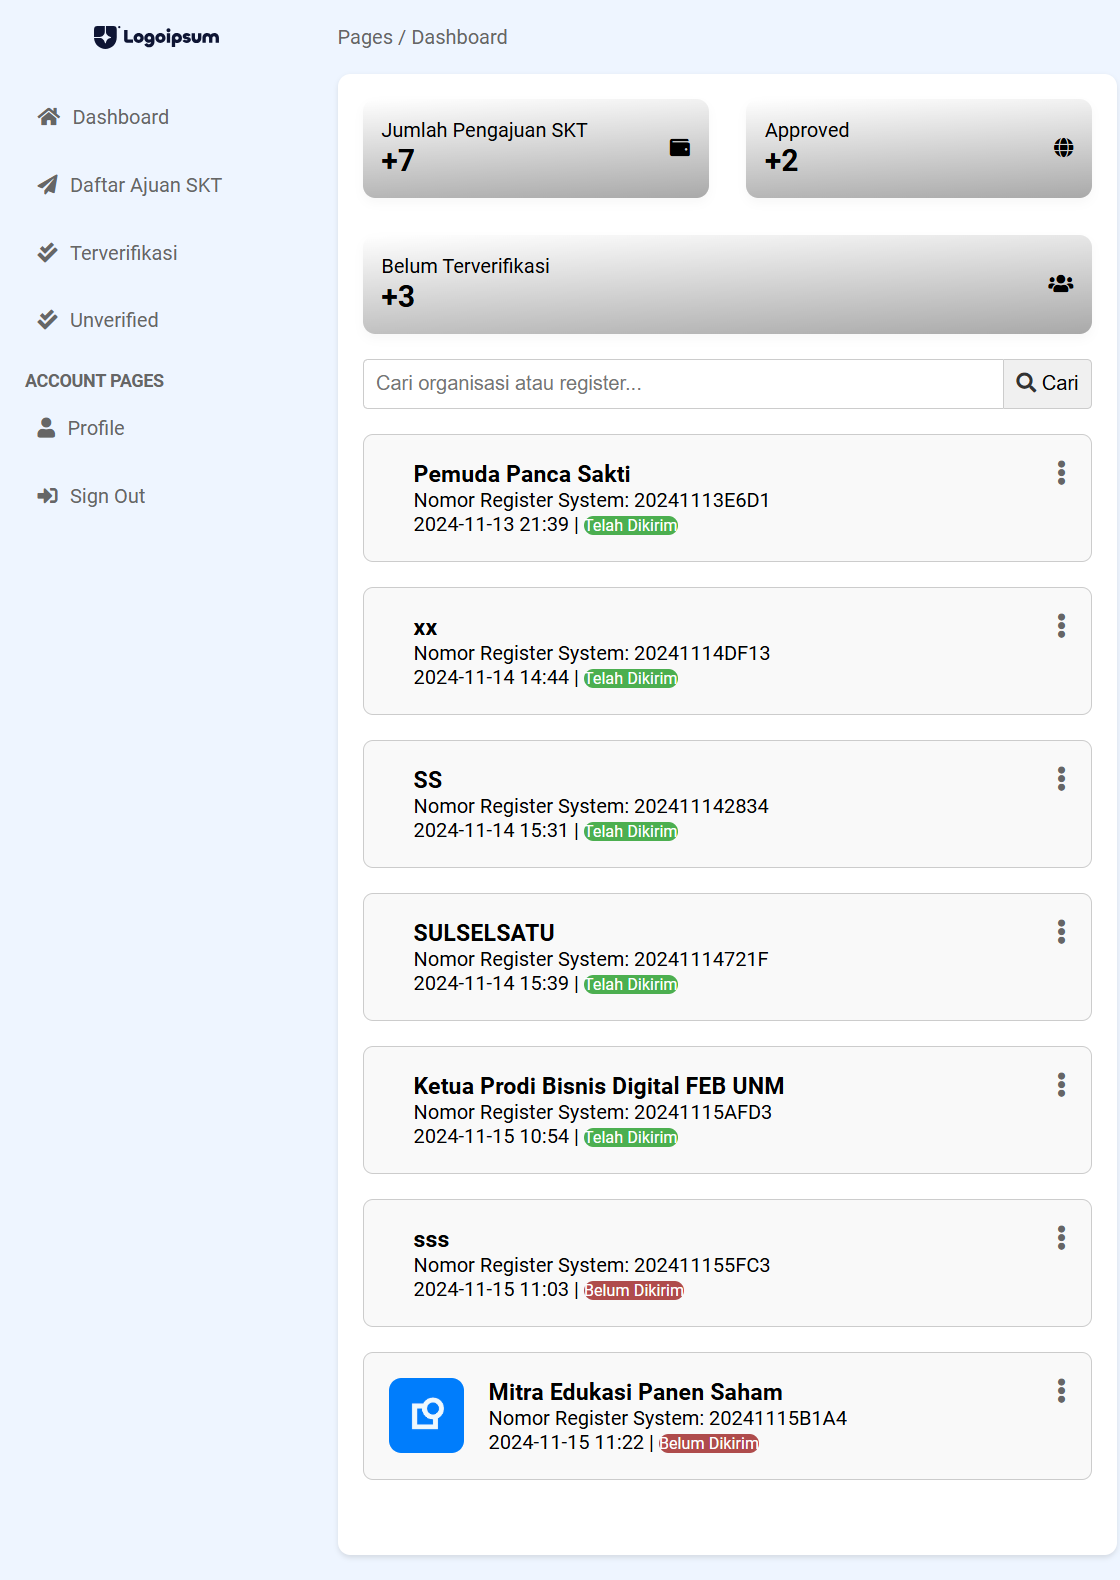 Logoipsum
Pages / Dashboard
Dashboard
Daftar Ajuan SKT
Terverifikasi
Unverified
ACCOUNT PAGES
Profile
Sign Out
Jumlah Pengajuan SKT
+7
Approved
+2
Belum Terverifikasi
+3
Cari organisasi atau register...
Cari
Pemuda Panca Sakti
Nomor Register System: 20241113E6D1
2024-11-13 21:39 | Telah Dikirim
xx
Nomor Register System: 20241114DF13
2024-11-14 14:44 | Telah Dikirim
SS
Nomor Register System: 202411142834
2024-11-14 15:31 | Telah Dikirim
SULSELSATU
Nomor Register System: 20241114721F
2024-11-14 15:39 | Telah Dikirim
Ketua Prodi Bisnis Digital FEB UNM
Nomor Register System: 20241115AFD3
2024-11-15 10:54 | Telah Dikirim
sss
Nomor Register System: 202411155FC3
2024-11-15 11:03 | Belum Dikirim
Mitra Edukasi Panen Saham
Nomor Register System: 20241115B1A4
2024-11-15 11:22 | Belum Dikirim